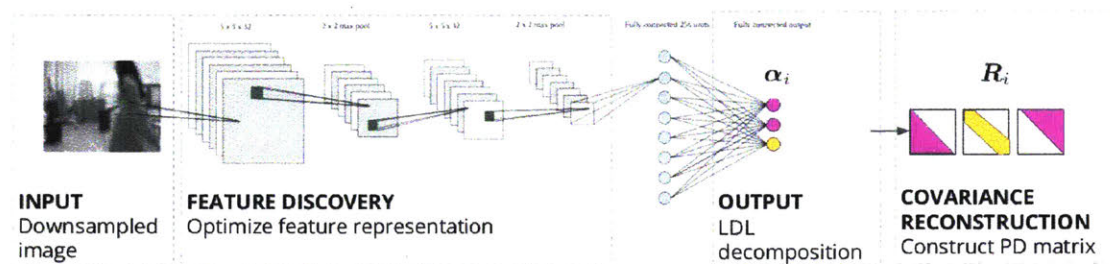 5 x 5 x 32
2 x 2 max pool
5 x 5 x 32
2 x 2 max pool
Fully connected 256 units
Fully connected output
αᵢ
Rᵢ
INPUT
Downsampled
image
FEATURE DISCOVERY
Optimize feature representation
OUTPUT
LDL
decomposition
COVARIANCE
RECONSTRUCTION
Construct PD matrix